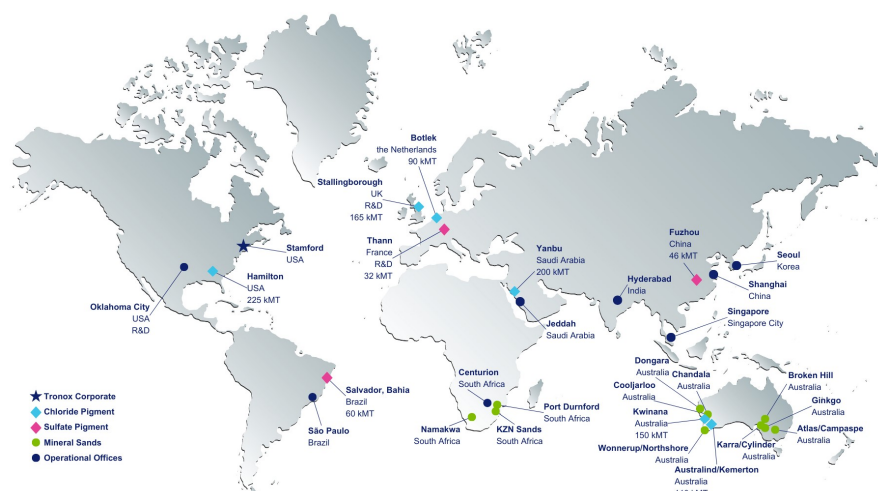 Botlek
the Netherlands
90 kMT
Stallingborough
UK
R&D
165 kMT
Thann
France
R&D
32 kMT
Yanbu
Saudi Arabia
200 kMT
Fuzhou
China
46 kMT
Seoul
Korea
Stamford
USA
Hamilton
USA
225 kMT
Oklahoma City
USA
R&D
Hyderabad
India
Shanghai
China
Jeddah
Saudi Arabia
Singapore
Singapore City
Salvador, Bahia
Brazil
60 kMT
São Paulo
Brazil
Centurion
South Africa
Port Durnford
South Africa
Namakwa
South Africa
KZN Sands
South Africa
Dongara
Australia
Chandala
Australia
Cooljarloo
Australia
Kwinana
Australia
150 kMT
Wonnerup/Northshore
Australia
Australind/Kemerton
Australia
Broken Hill
Australia
Ginkgo
Australia
Atlas/Campaspe
Australia
Karra/Cylinder
Australia
Tronox Corporate
Chloride Pigment
Sulfate Pigment
Mineral Sands
Operational Offices